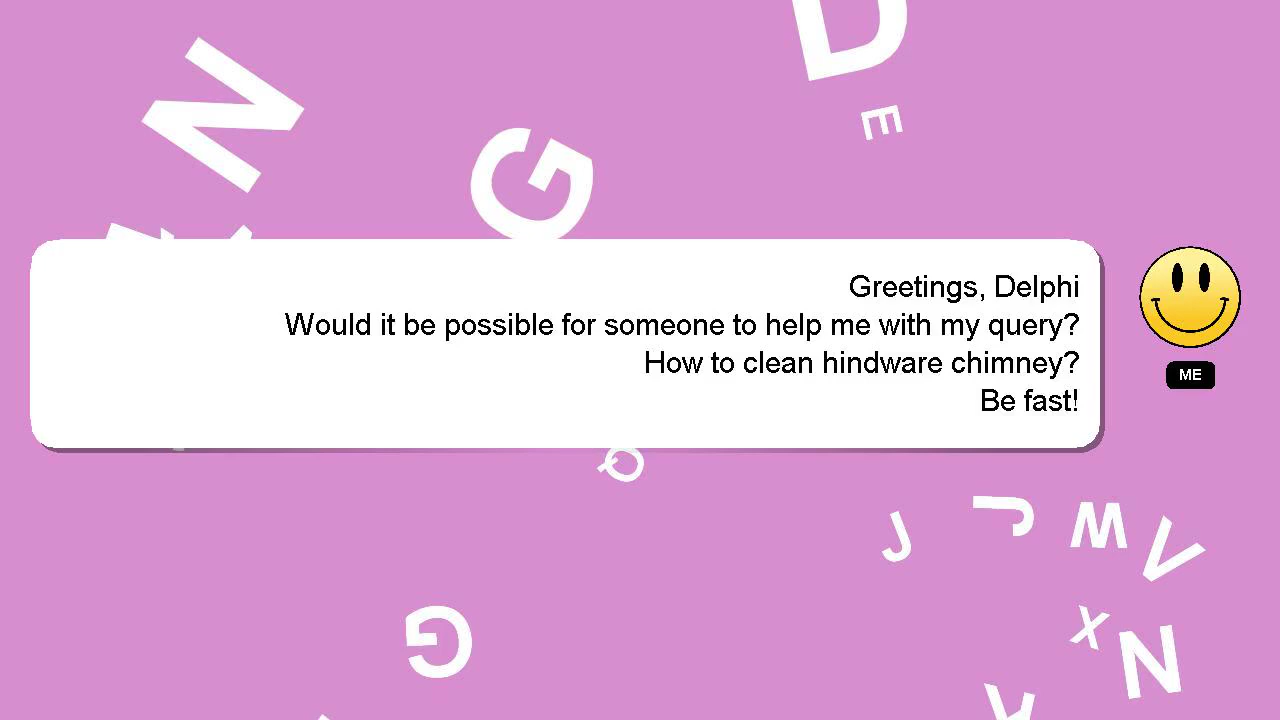 N
D
E
G
Greetings, Delphi
Would it be possible for someone to help me with my query?
How to clean hindware chimney?
Be fast!
ME
Q
J
J
W
V
G
X
N